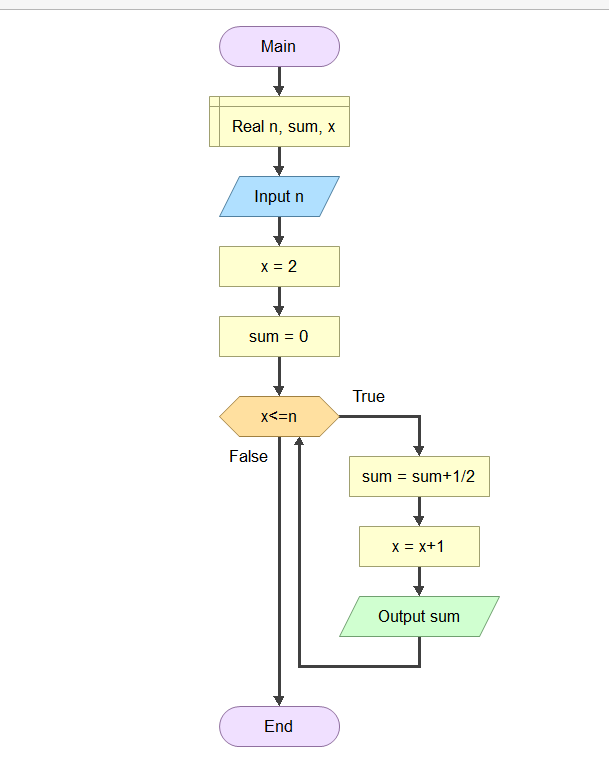 Main
Real n, sum, x
Input n
x = 2
sum = 0
x<=n
True
False
sum = sum+1/2
x = x+1
Output sum
End